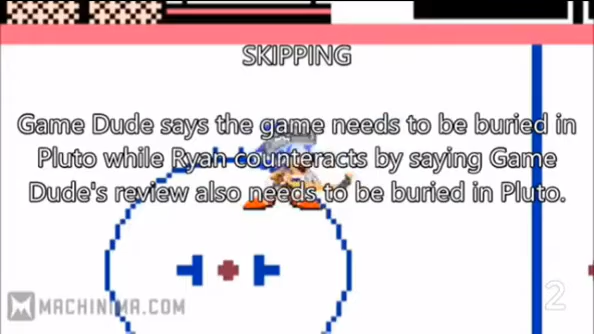 SKIPPING
Game Dude says the game needs to be buried in
Pluto while Ryan counteracts by saying Game
Dude's review also needs to be buried in Pluto.
MACHINIMA.COM
2